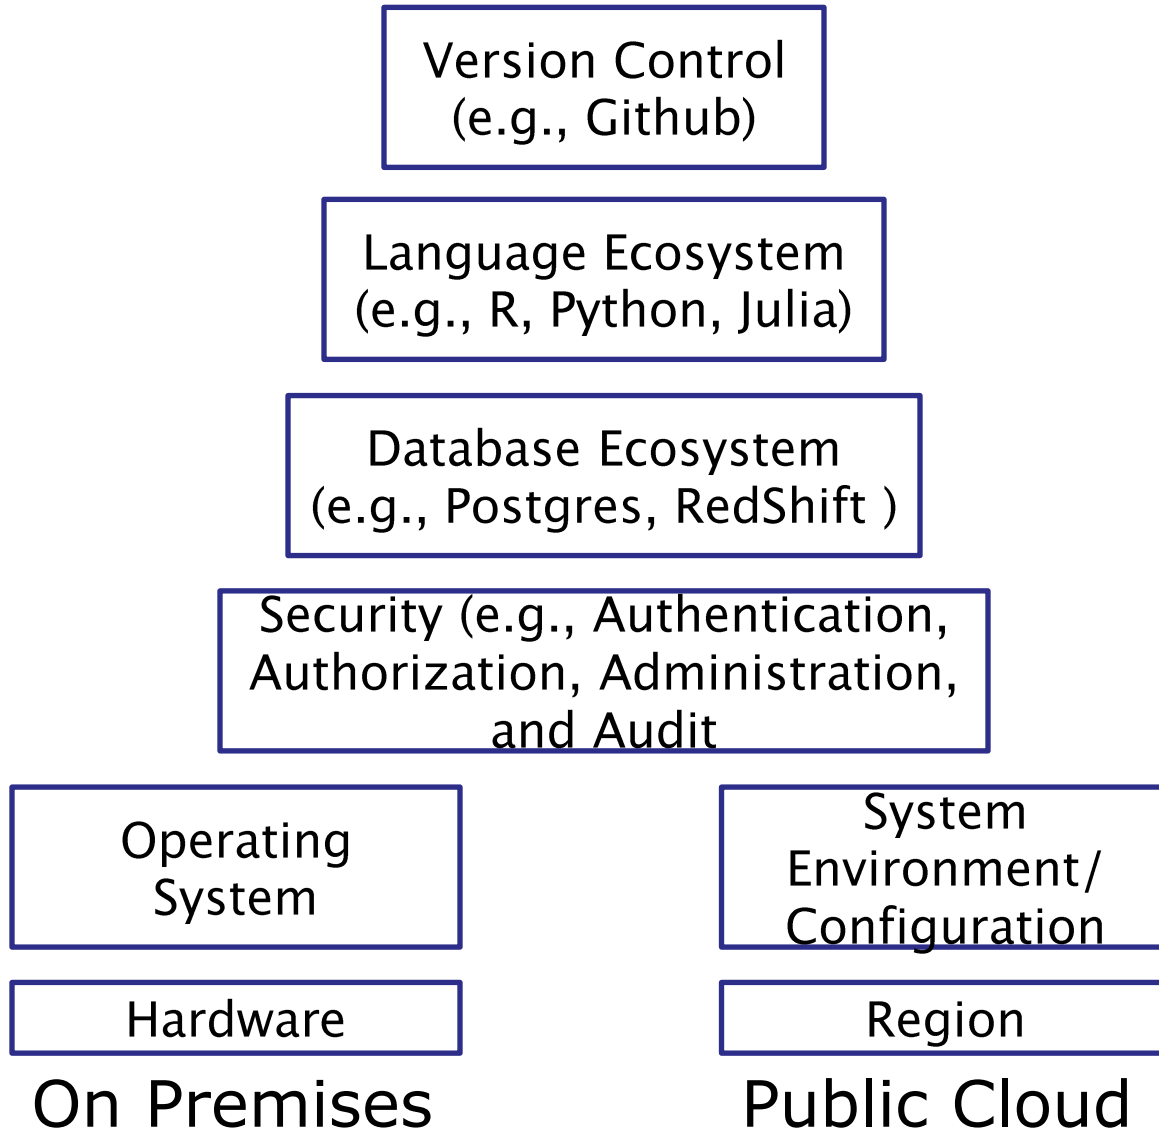 Version Control
(e.g., Github)
Language Ecosystem
(e.g., R, Python, Julia)
Database Ecosystem
(e.g., Postgres, RedShift )
Security (e.g., Authentication,
Authorization, Administration,
and Audit
Operating
System
System
Environment/
Configuration
Hardware
Region
On Premises
Public Cloud